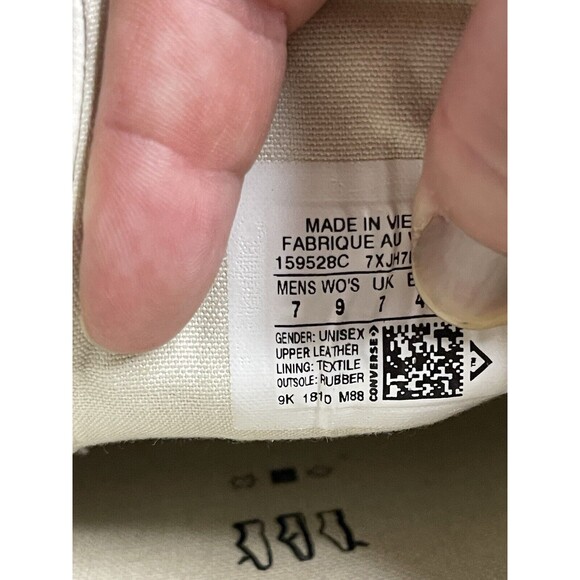 MADE IN VIE
FABRIQUE AU V
159528C 7XJH7
MENS WO'S UK E
7 9 7 4
GENDER: UNISEX
UPPER LEATHER
LINING: TEXTILE
OUTSOLE: RUBBER
9K 1810 M88
CONVERSE
TM